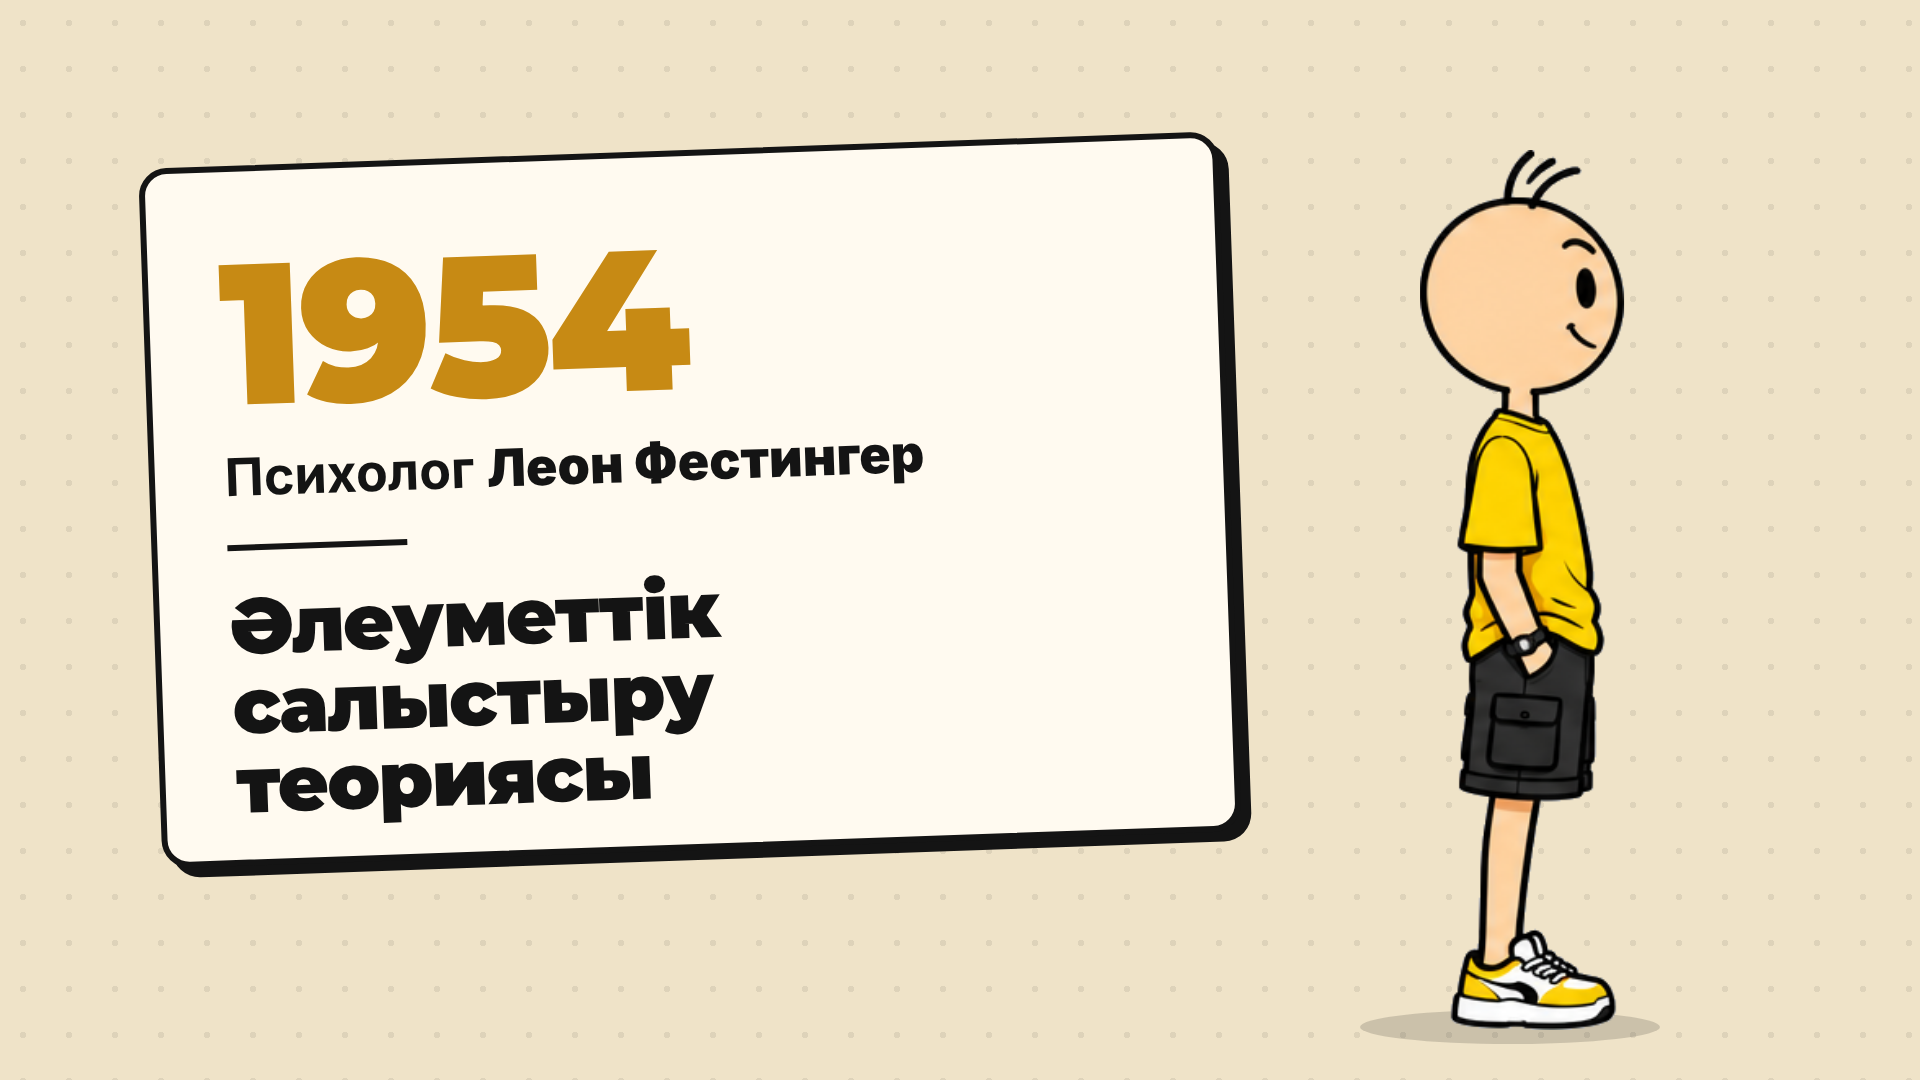 1954
Психолог Леон Фестингер
Әлеуметтік
салыстыру
теориясы